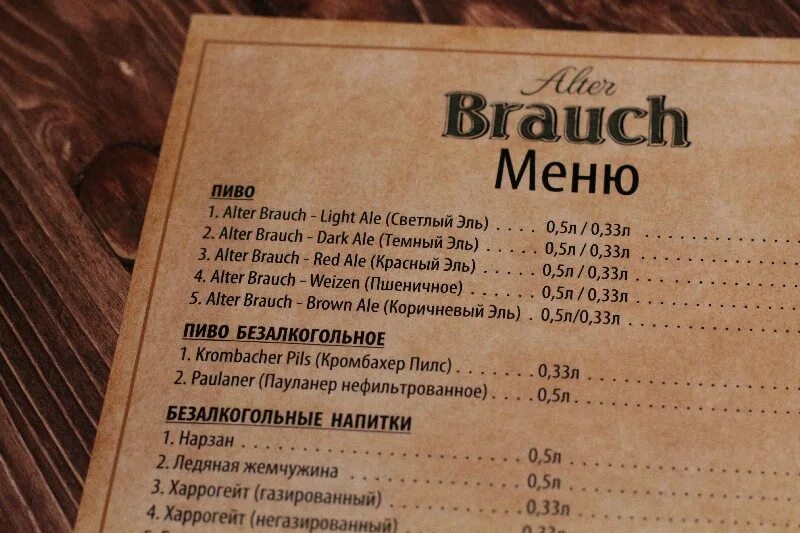 Alter
Brauch
Меню
ПИВО
1. Alter Brauch - Light Ale (Светлый Эль) . . . . 0,5л / 0,33л
2. Alter Brauch - Dark Ale (Темный Эль) . . . . . 0,5л / 0,33л
3. Alter Brauch - Red Ale (Красный Эль) . . . . . 0,5л / 0,33л
4. Alter Brauch - Weizen (Пшеничное) . . . . . . 0,5л / 0,33л
5. Alter Brauch - Brown Ale (Коричневый Эль) . 0,5л/0,33л
ПИВО БЕЗАЛКОГОЛЬНОЕ
1. Krombacher Pils (Кромбахер Пилс) . . . . . . . 0,33л
2. Paulaner (Пауланер нефильтрованное) . . . . 0,5л
БЕЗАЛКОГОЛЬНЫЕ НАПИТКИ
1. Нарзан . . . . . . . . . . . . . . . . . . . . . 0,5л
2. Ледяная жемчужина . . . . . . . . . . . . . 0,5л
3. Харрогейт (газированный) . . . . . . . . . . 0,33л
4. Харрогейт (негазированный) . . . . . . . . . 0,33л